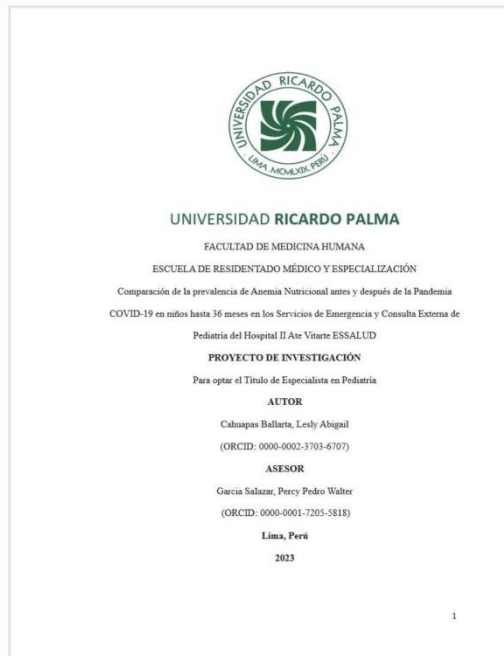 UNIVERSIDAD RICARDO PALMA
LIMA .MCMLXIX. PERU
UNIVERSIDAD RICARDO PALMA
FACULTAD DE MEDICINA HUMANA
ESCUELA DE RESIDENTADO MÉDICO Y ESPECIALIZACIÓN
Comparación de la prevalencia de Anemia Nutricional antes y después de la Pandemia
COVID-19 en niños hasta 36 meses en los Servicios de Emergencia y Consulta Externa de
Pediatría del Hospital II Ate Vitarte ESSALUD
PROYECTO DE INVESTIGACIÓN
Para optar el Título de Especialista en Pediatría
AUTOR
Cahuapas Ballarta, Lesly Abigail
(ORCID: 0000-0002-3703-6707)
ASESOR
Garcia Salazar, Percy Pedro Walter
(ORCID: 0000-0001-7205-5818)
Lima, Perú
2023
1